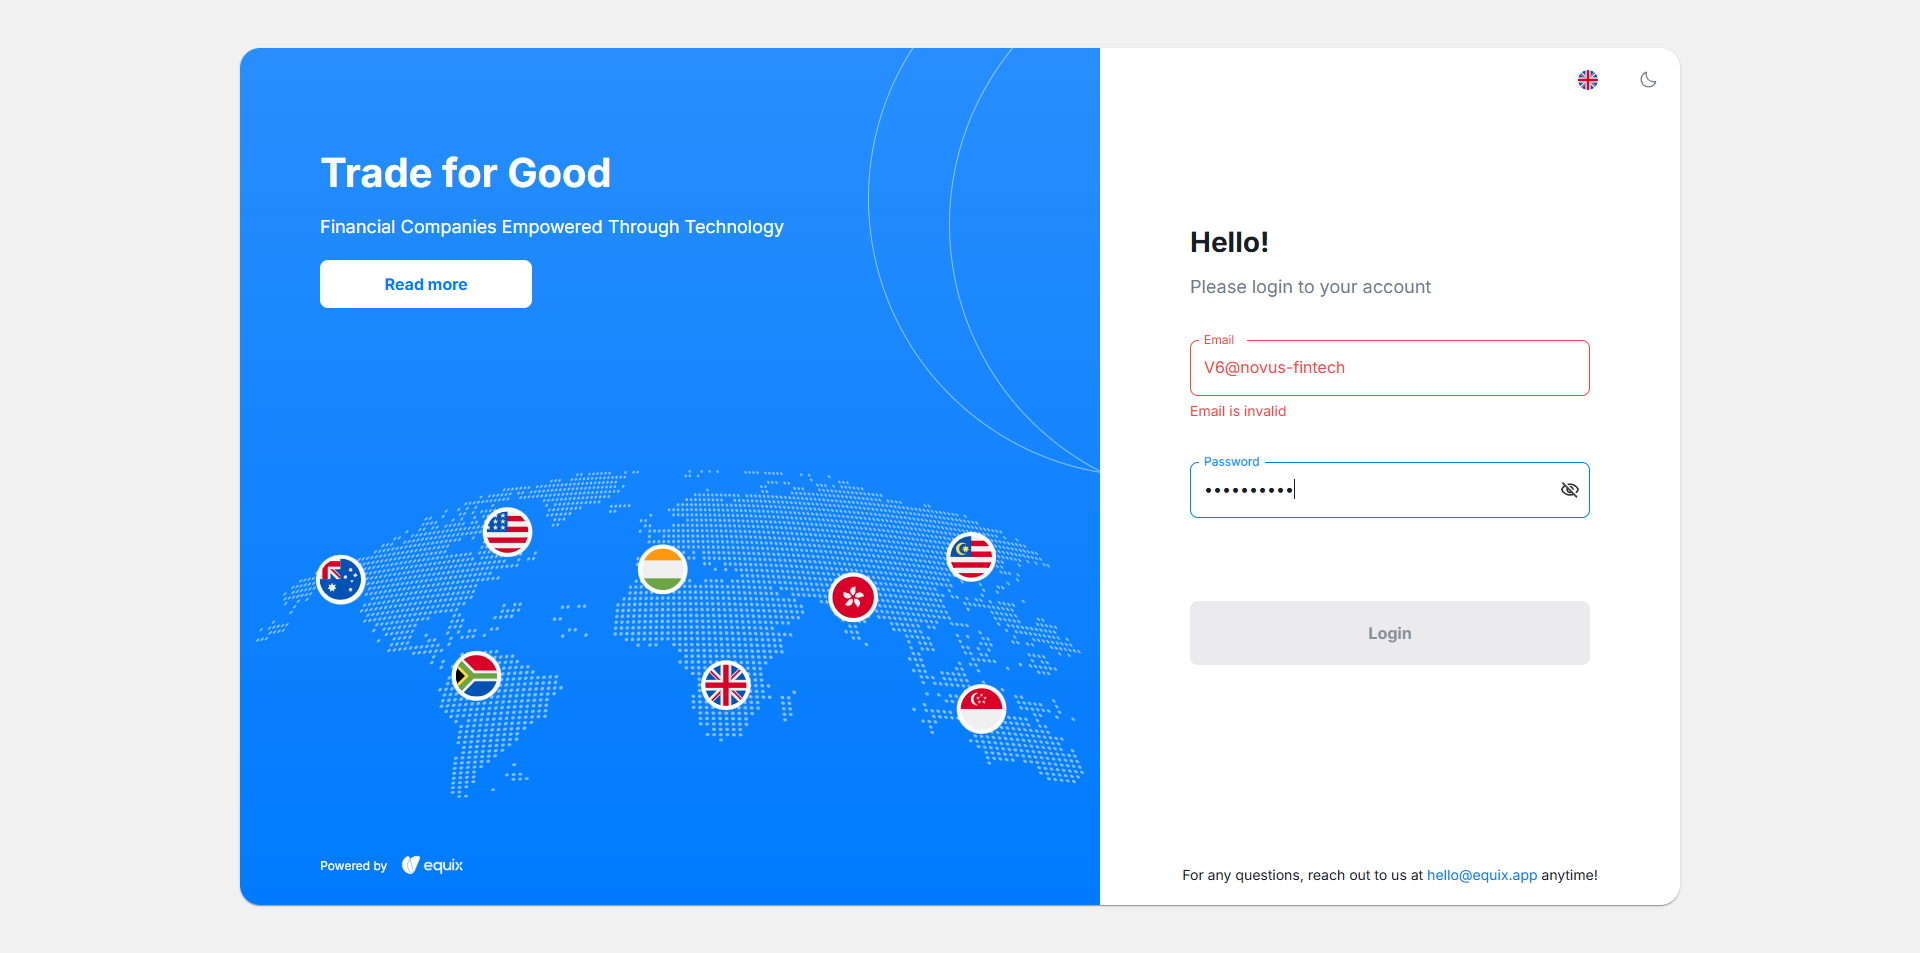 Trade for Good
Financial Companies Empowered Through Technology
Read more
Powered by equix
Hello!
Please login to your account
Email
V6@novus-fintech
Email is invalid
Password
••••••••••
Login
For any questions, reach out to us at hello@equix.app anytime!